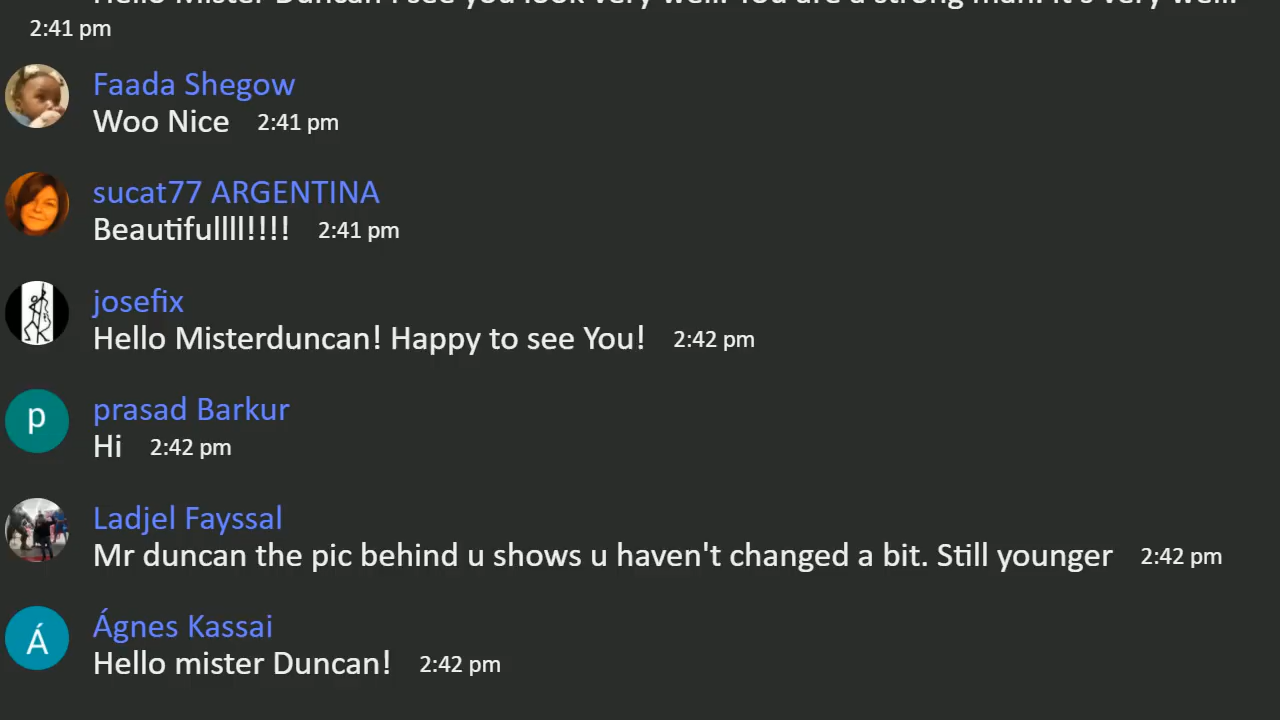 Hello Mister Duncan I see you look very well. You are a strong man. It's very well.
2:41 pm
Faada Shegow
Woo Nice 2:41 pm
sucat77 ARGENTINA
Beautifullll!!!! 2:41 pm
josefix
Hello Misterduncan! Happy to see You! 2:42 pm
P
prasad Barkur
Hi 2:42 pm
Ladjel Fayssal
Mr duncan the pic behind u shows u haven't changed a bit. Still younger 2:42 pm
Á
Ágnes Kassai
Hello mister Duncan! 2:42 pm